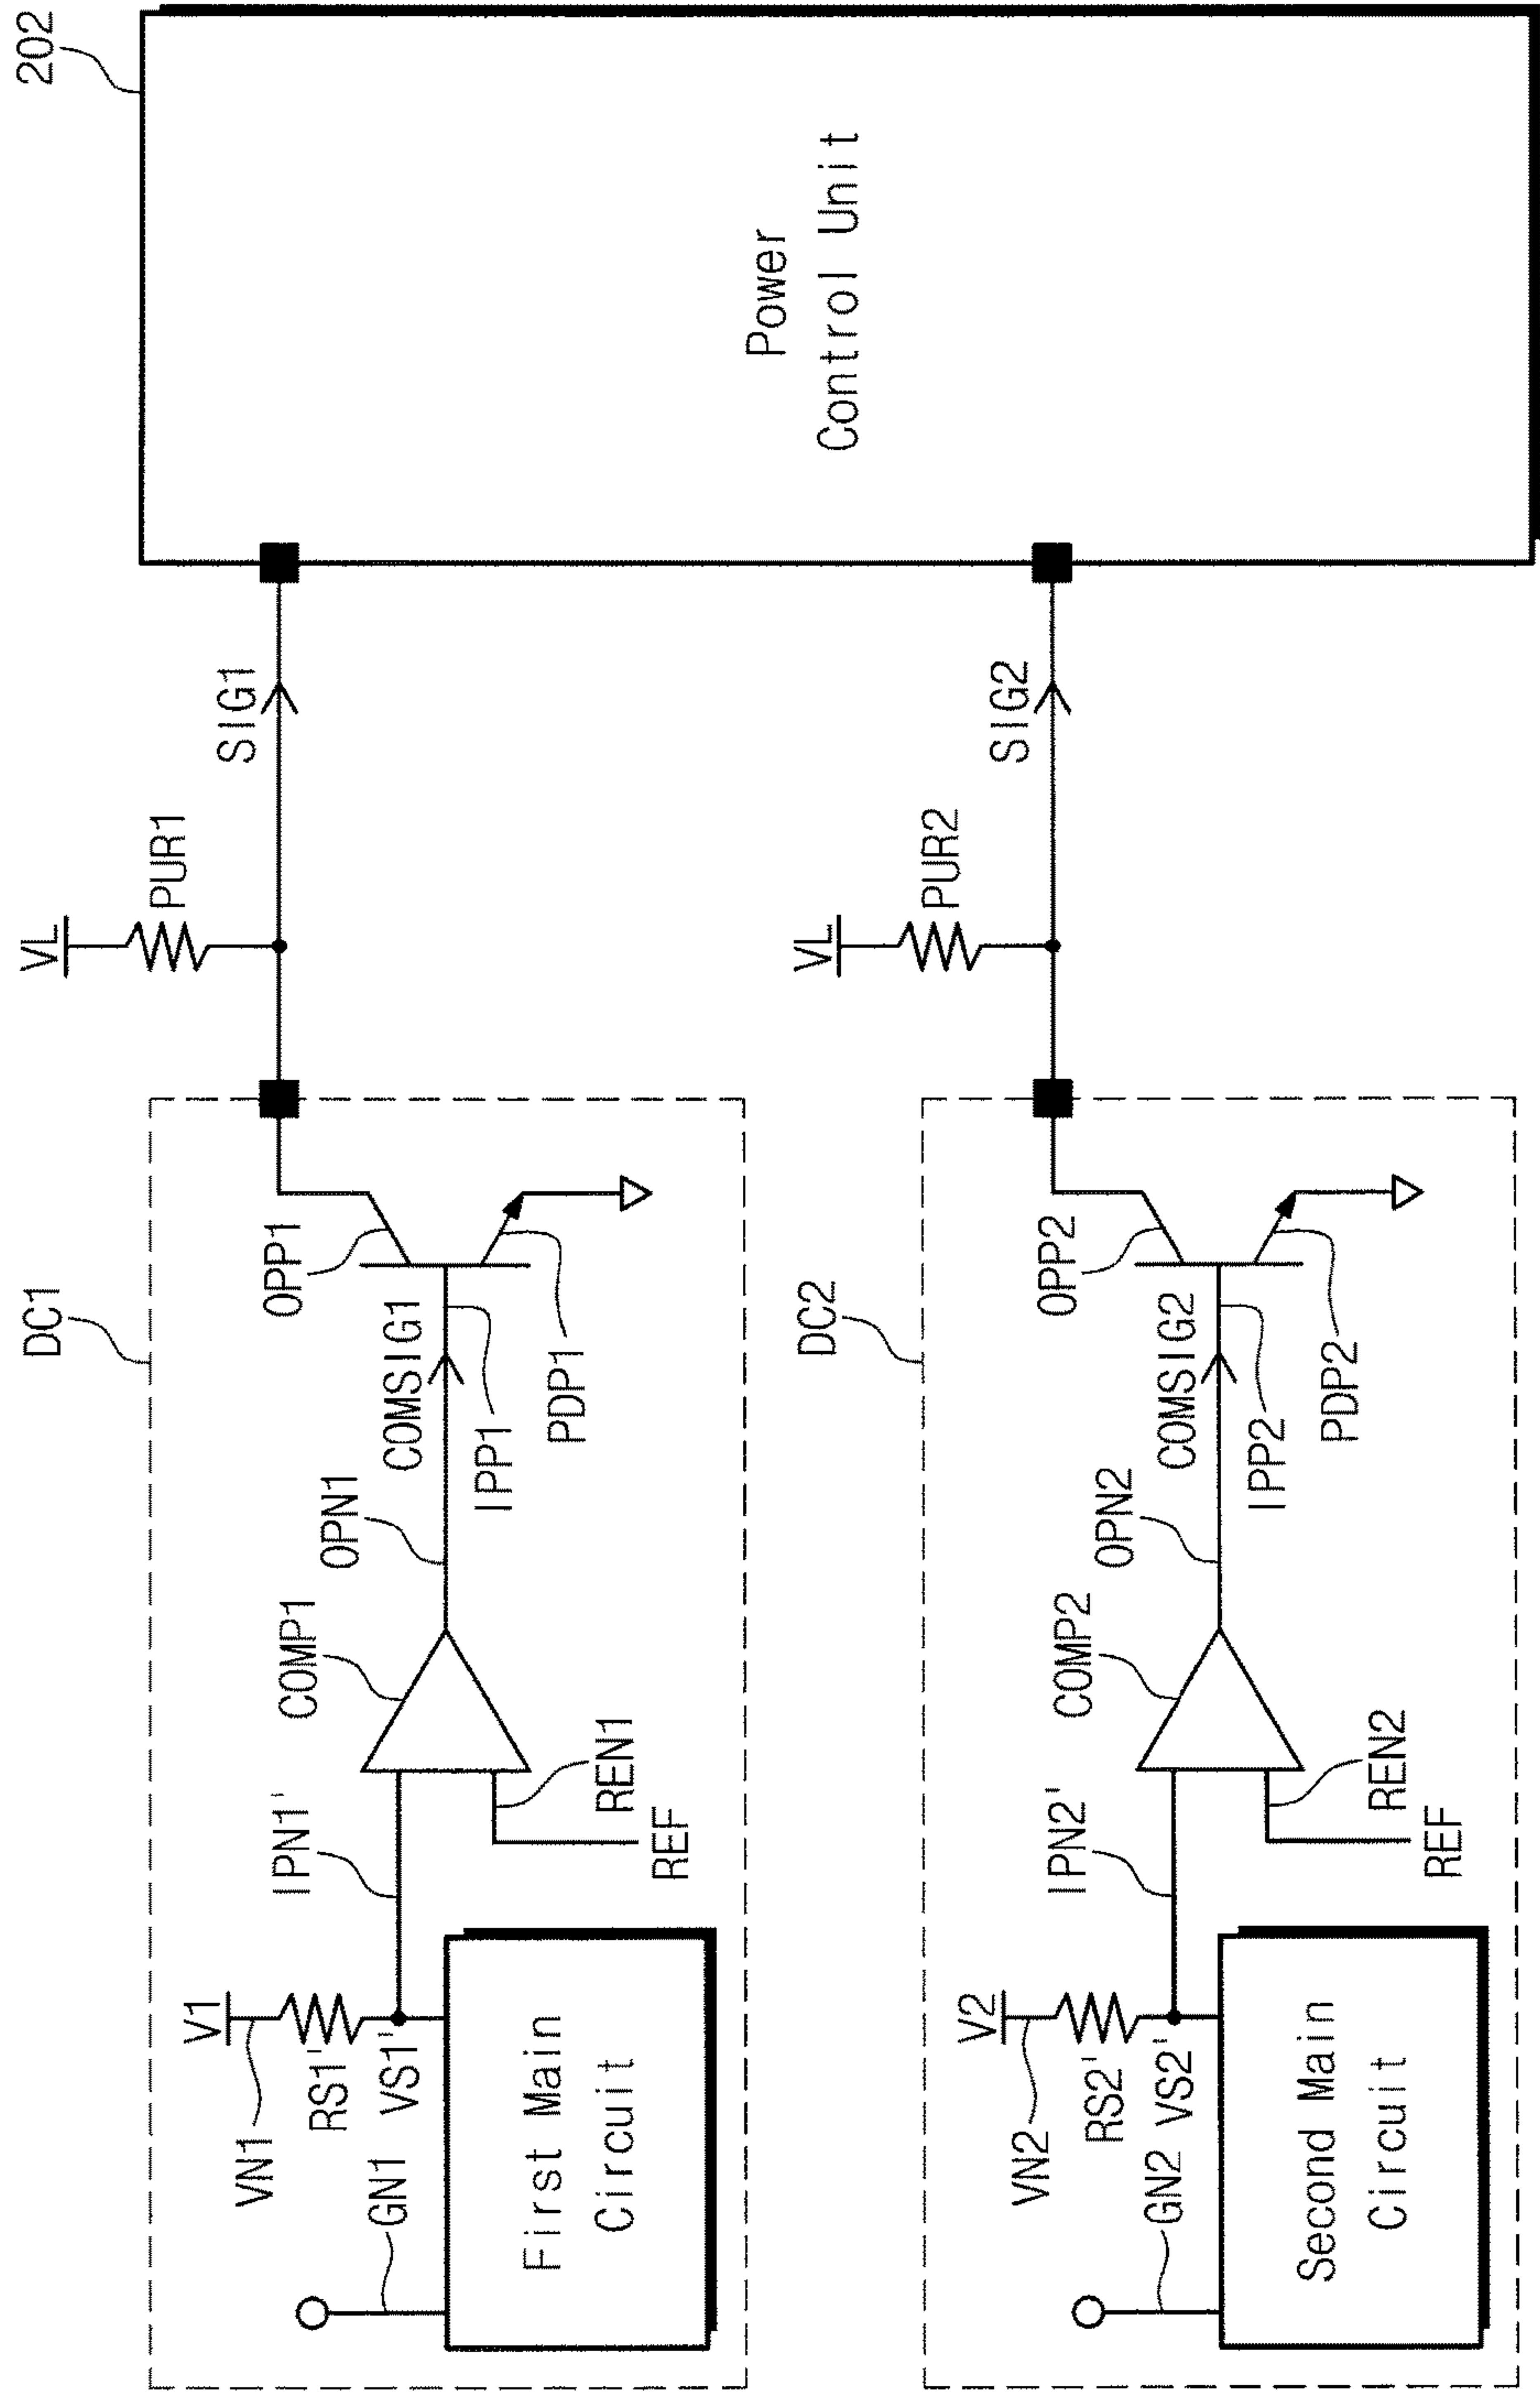 DC1
V1
VN1
RS1'
VS1'
GN1
First Main
Circuit
IPN1'
COMP1
REN1
REF
OPN1
COMSIG1
IPP1
OPP1
PDP1
VL
PUR1
SIG1
202
Power
Control Unit
DC2
V2
VN2
RS2'
VS2'
GN2
Second Main
Circuit
IPN2'
COMP2
REN2
REF
OPN2
COMSIG2
IPP2
OPP2
PDP2
VL
PUR2
SIG2